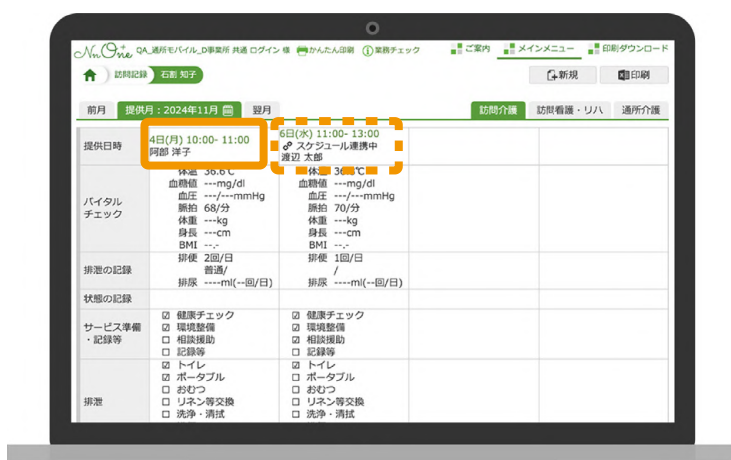 Nn.One QA_通所モバイル_D事業所 共通 ログイン 様 かんたん印刷 業務チェック ご案内 メインメニュー 印刷ダウンロード
訪問記録 石割 知子 新規 印刷
前月 提供月：2024年11月 翌月 訪問介護 訪問看護・リハ 通所介護
提供日時
4日(月) 10:00- 11:00
阿部 洋子
6日(水) 11:00- 13:00
スケジュール連携中
渡辺 太郎
バイタル
チェック
体温 36.6℃
血糖値 ---mg/dl
血圧 ---/---mmHg
脈拍 68/分
体重 ---kg
身長 ---cm
BMI --.-
体温 36.6℃
血糖値 ---mg/dl
血圧 ---/---mmHg
脈拍 70/分
体重 ---kg
身長 ---cm
BMI --.-
排泄の記録
排便 2回/日
普通/
排尿 ----ml(--回/日)
排便 1回/日
/
排尿 ----ml(--回/日)
状態の記録
サービス準備
・記録等
☑ 健康チェック
☑ 環境整備
☐ 相談援助
☐ 記録等
☑ 健康チェック
☑ 環境整備
☑ 相談援助
☐ 記録等
排泄
☑ トイレ
☑ ポータブル
☐ おむつ
☐ リネン等交換
☐ 洗浄・清拭
☑ トイレ
☐ ポータブル
☐ おむつ
☐ リネン等交換
☐ 洗浄・清拭